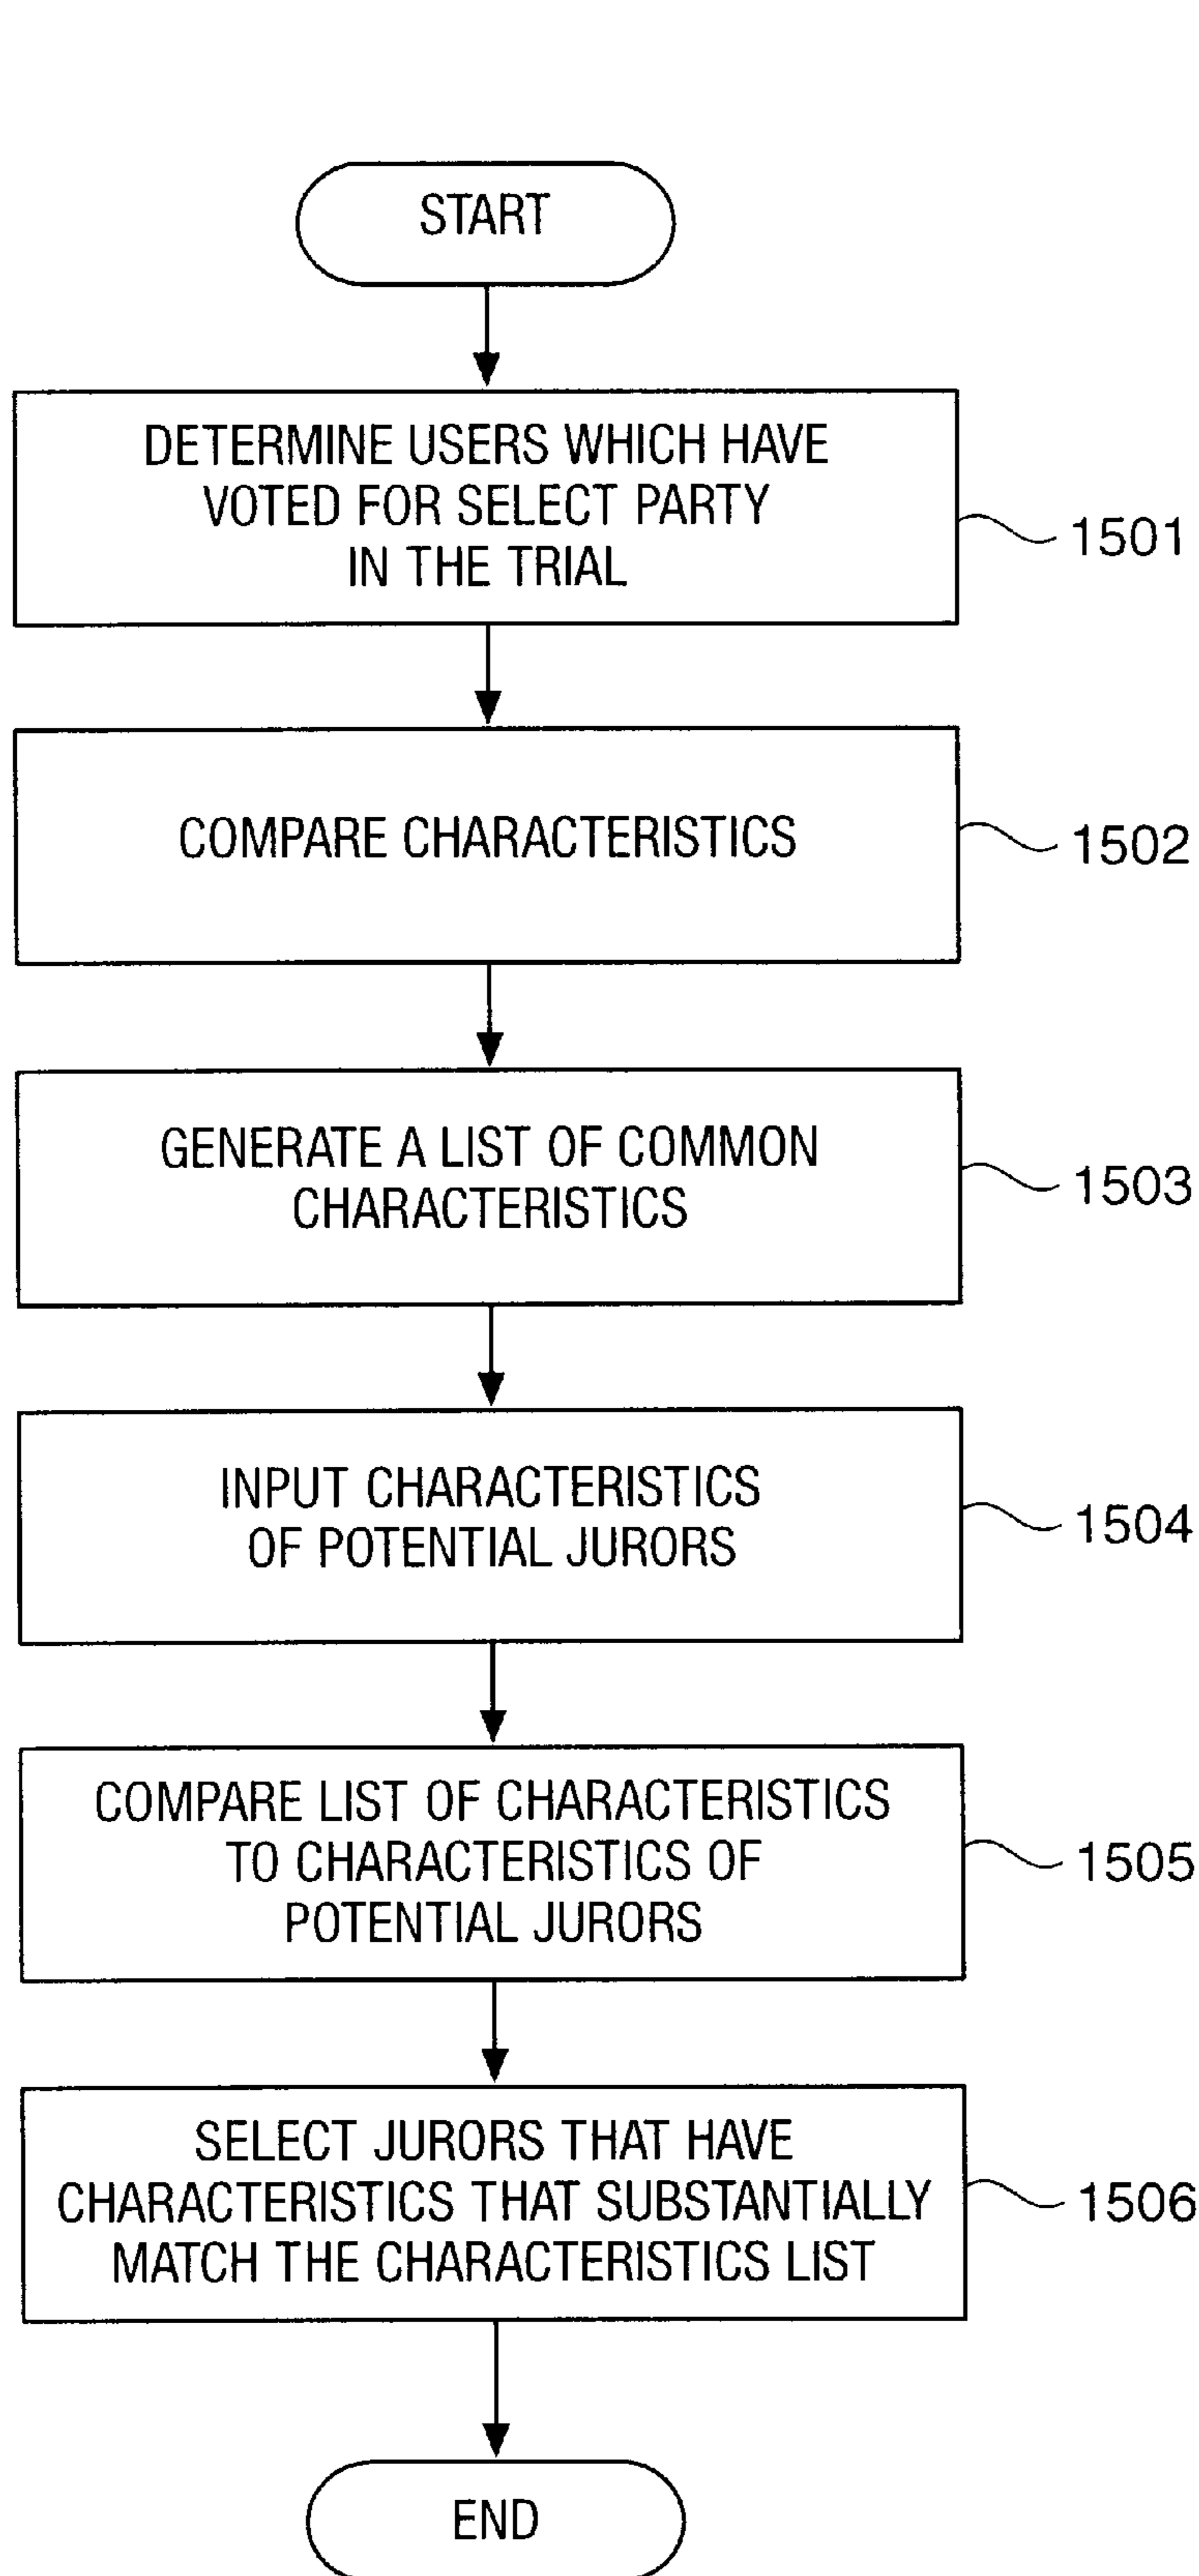 START
DETERMINE USERS WHICH HAVE
VOTED FOR SELECT PARTY
IN THE TRIAL
1501
COMPARE CHARACTERISTICS
1502
GENERATE A LIST OF COMMON
CHARACTERISTICS
1503
INPUT CHARACTERISTICS
OF POTENTIAL JURORS
1504
COMPARE LIST OF CHARACTERISTICS
TO CHARACTERISTICS OF
POTENTIAL JURORS
1505
SELECT JURORS THAT HAVE
CHARACTERISTICS THAT SUBSTANTIALLY
MATCH THE CHARACTERISTICS LIST
1506
END